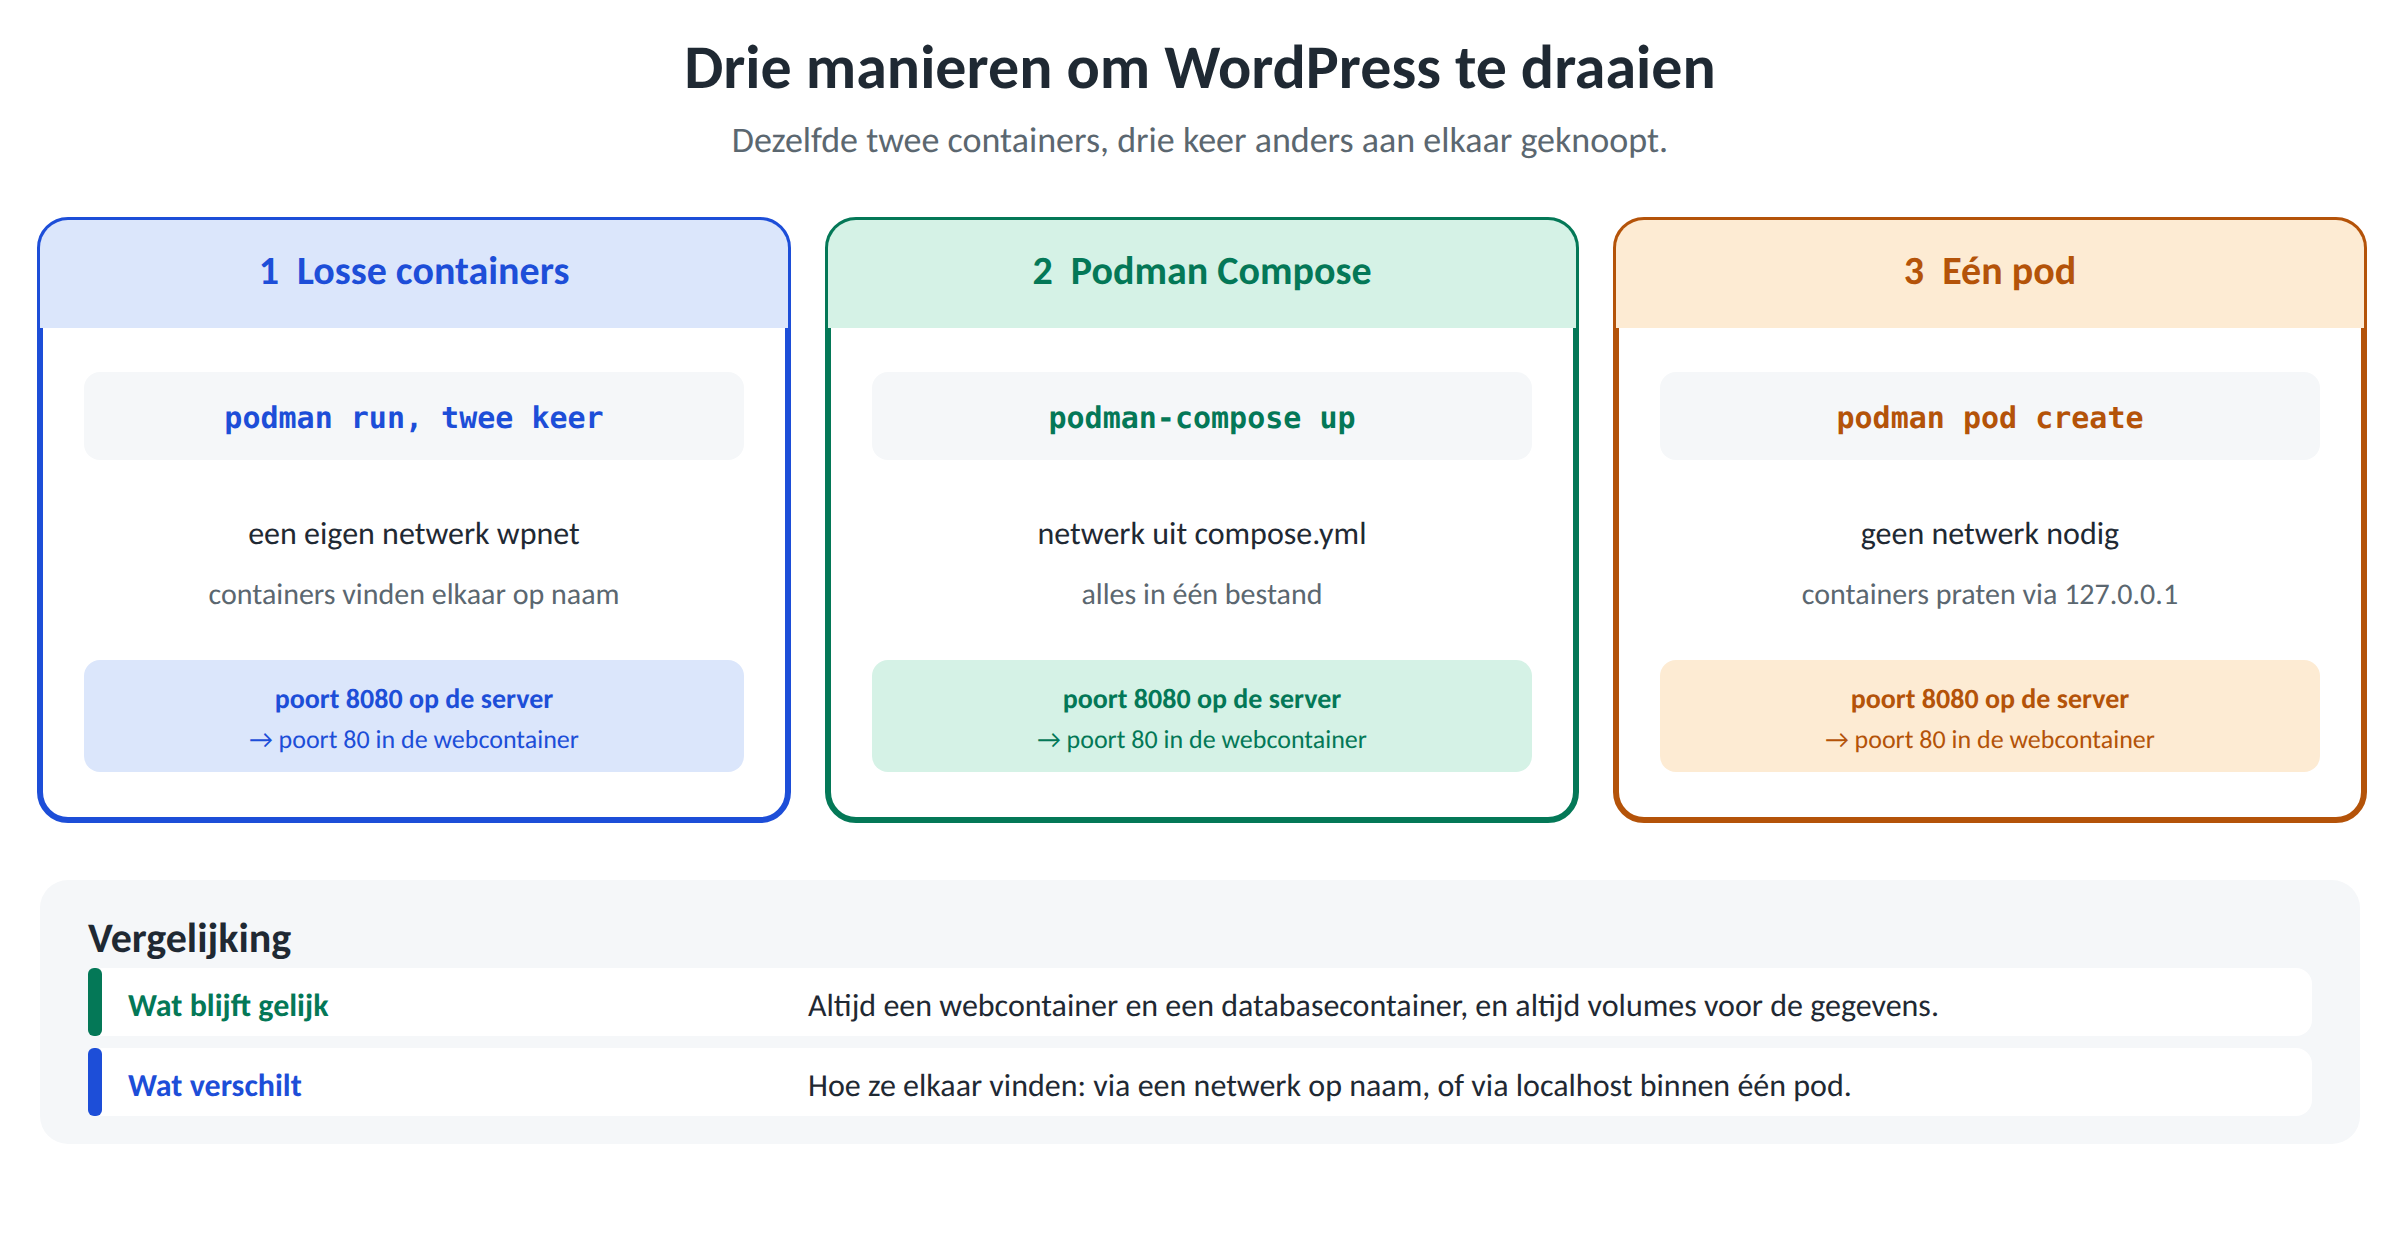 Drie manieren om WordPress te draaien
Dezelfde twee containers, drie keer anders aan elkaar geknoopt.
1 Losse containers
podman run, twee keer
een eigen netwerk wpnet
containers vinden elkaar op naam
poort 8080 op de server
→ poort 80 in de webcontainer
2 Podman Compose
podman-compose up
netwerk uit compose.yml
alles in één bestand
poort 8080 op de server
→ poort 80 in de webcontainer
3 Eén pod
podman pod create
geen netwerk nodig
containers praten via 127.0.0.1
poort 8080 op de server
→ poort 80 in de webcontainer
Vergelijking
Wat blijft gelijk Altijd een webcontainer en een databasecontainer, en altijd volumes voor de gegevens.
Wat verschilt Hoe ze elkaar vinden: via een netwerk op naam, of via localhost binnen één pod.